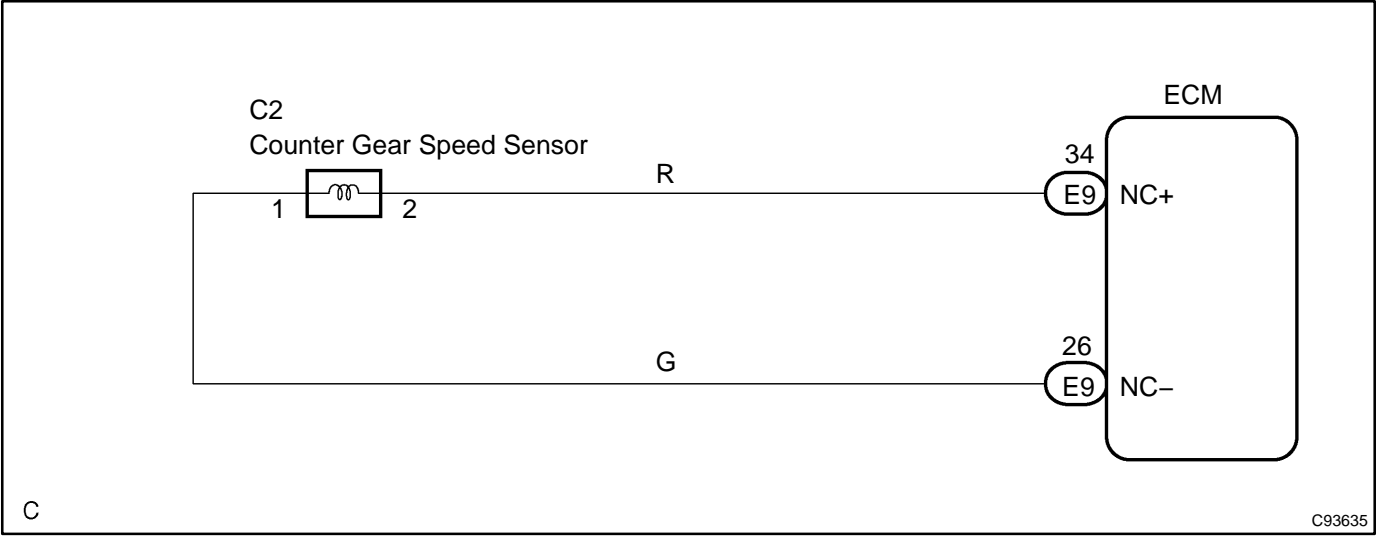 ECM
C2
Counter Gear Speed Sensor
34
R
E9
NC+
1
2
26
G
E9
NC−
C
C93635